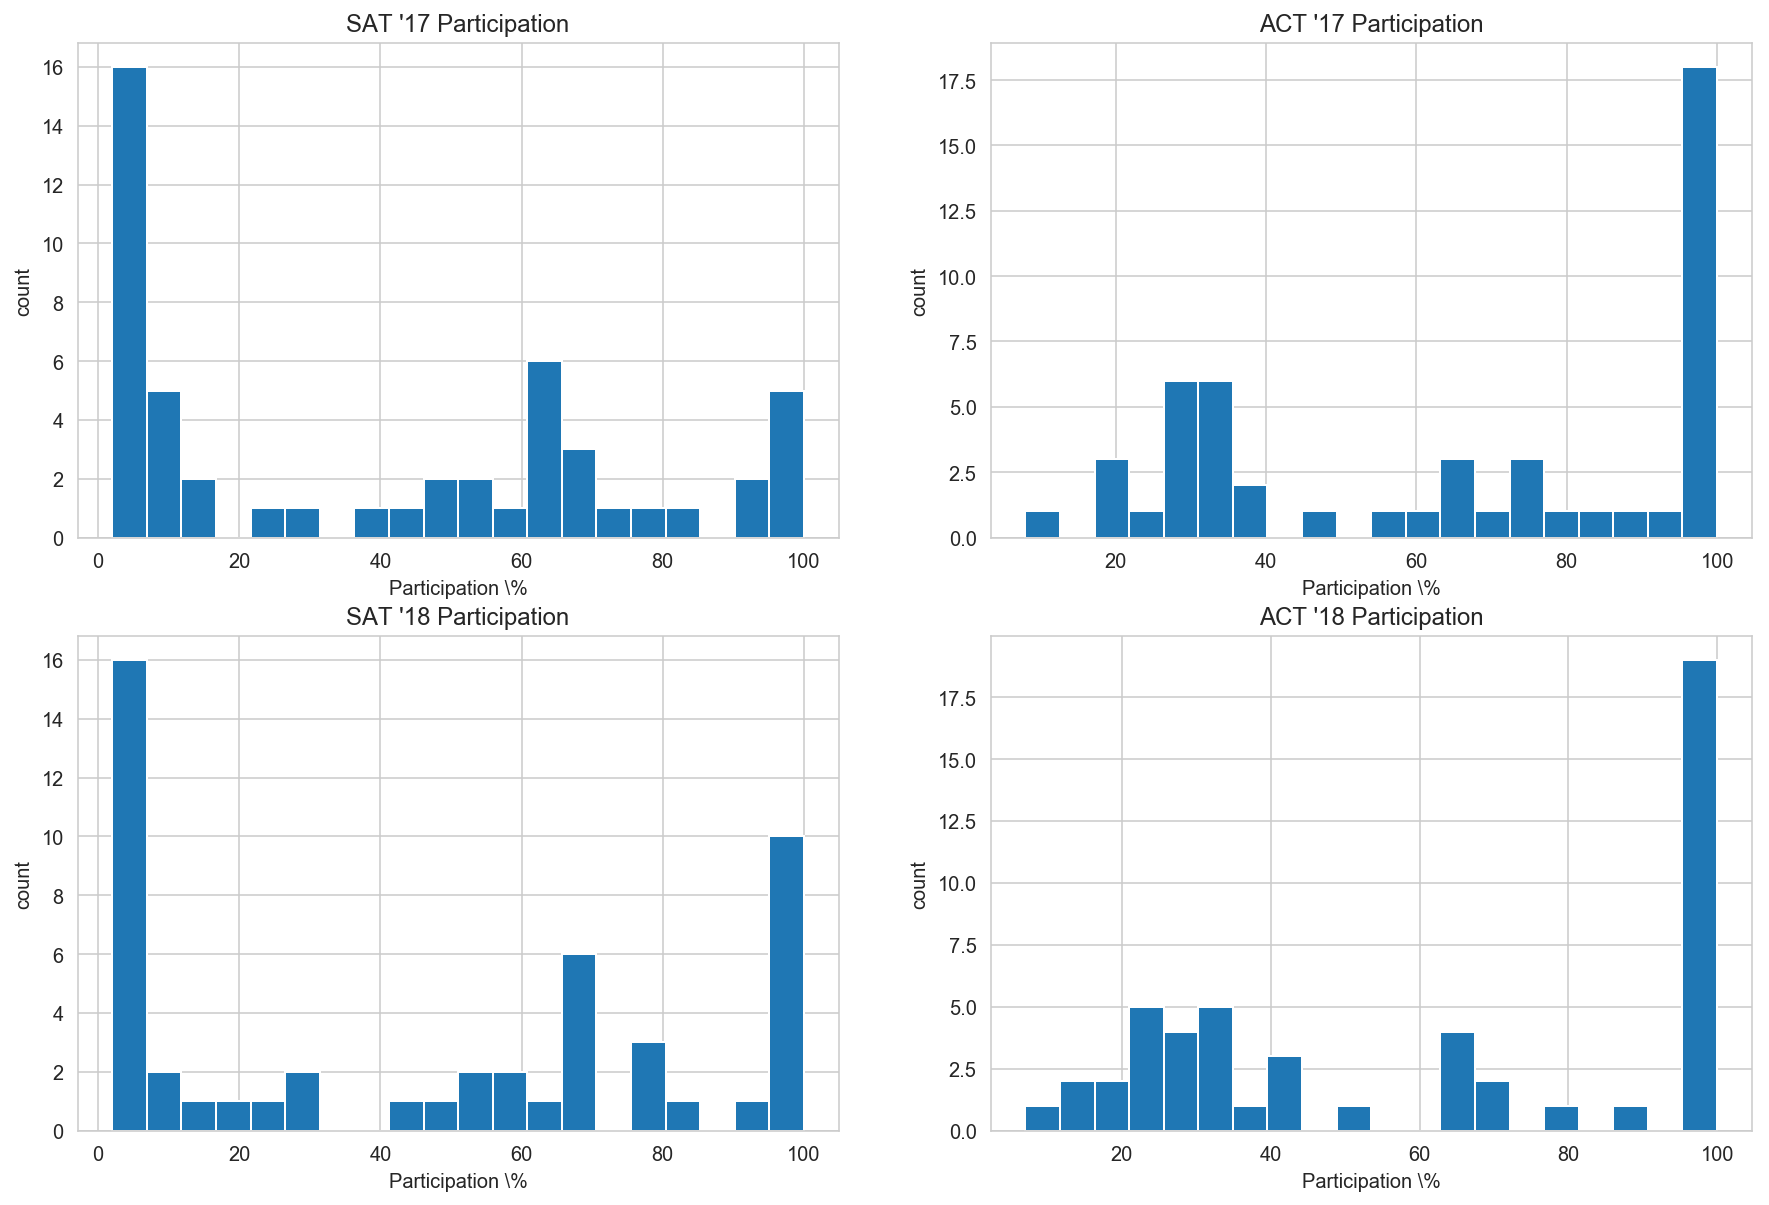 SAT '17 Participation
16
14
12
10
8
6
4
2
0
count
0 20 40 60 80 100
Participation \%
ACT '17 Participation
17.5
15.0
12.5
10.0
7.5
5.0
2.5
0.0
count
20 40 60 80 100
Participation \%
SAT '18 Participation
16
14
12
10
8
6
4
2
0
count
0 20 40 60 80 100
Participation \%
ACT '18 Participation
17.5
15.0
12.5
10.0
7.5
5.0
2.5
0.0
count
20 40 60 80 100
Participation \%